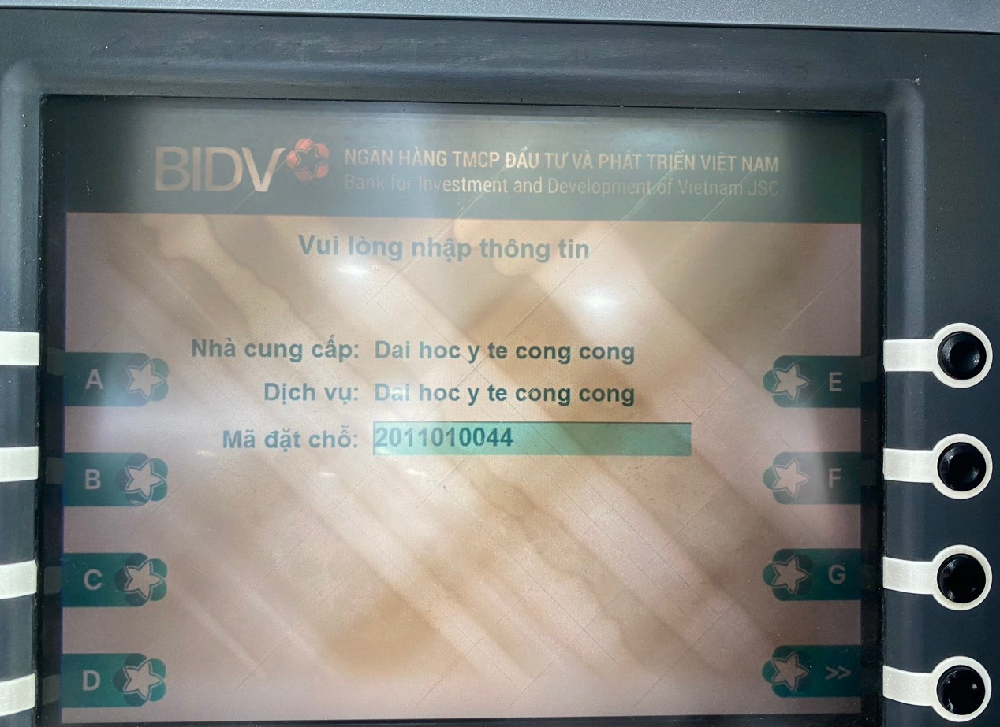 BIDV
NGÂN HÀNG TMCP ĐẦU TƯ VÀ PHÁT TRIỂN VIỆT NAM
Bank for Investment and Development of Vietnam JSC
Vui lòng nhập thông tin
Nhà cung cấp: Dai hoc y te cong cong
Dịch vụ: Dai hoc y te cong cong
Mã đặt chỗ: 2011010044
A
E
B
F
C
G
D
>>